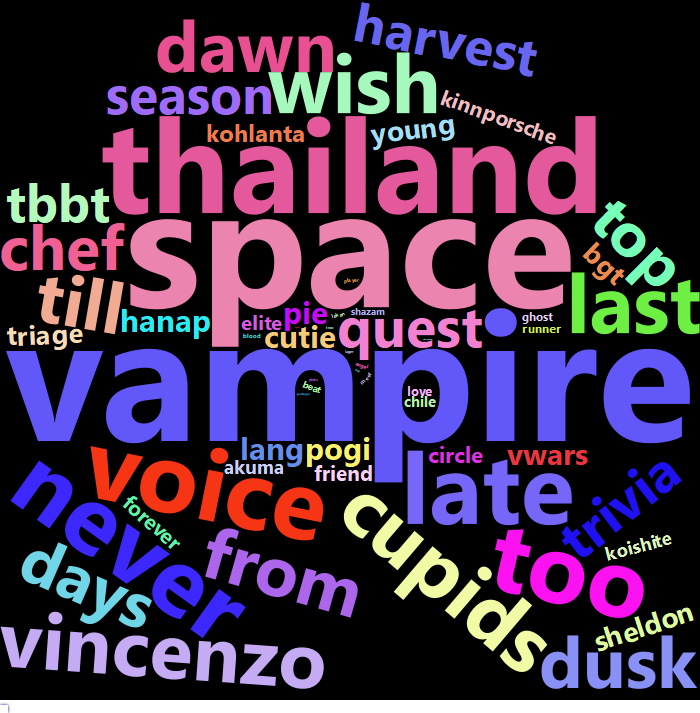 harvest
dawn
wish
season
kinnporsche
kohlanta
young
thailand
tbbt
top
chef
space
bgt
till
last
hanap
pie
shazam
ghost
triage
elite
quest
runner
blood
cutie
vampire
beat
love
chile
lang
pogi
circle
vwars
voice
akuma
friend
late
trivia
never
forever
cupids
koishite
days
from
too
sheldon
vincenzo
dusk